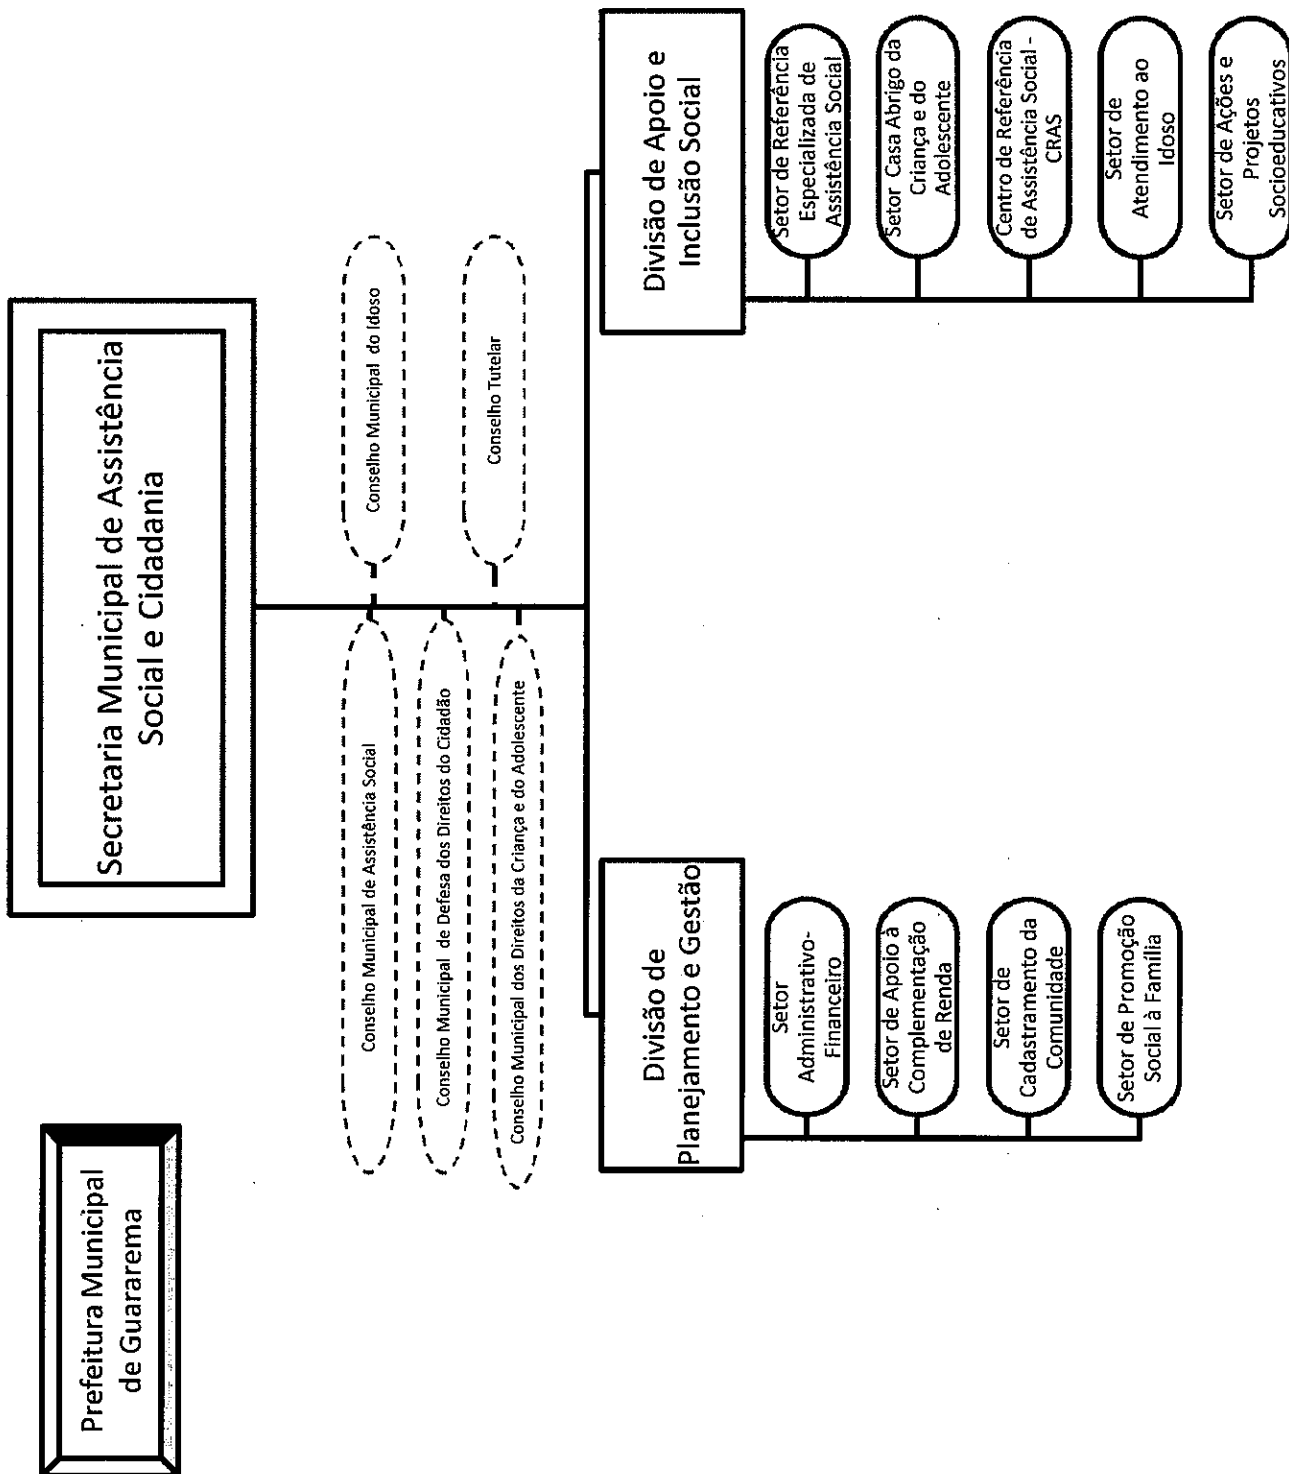 Prefeitura Municipal
de Guararema
Secretaria Municipal de Assistência
Social e Cidadania
Conselho Municipal de Assistência Social
Conselho Municipal do Idoso
Conselho Municipal de Defesa dos Direitos do Cidadão
Conselho Tutelar
Conselho Municipal dos Direitos da Criança e do Adolescente
Divisão de
Planejamento e Gestão
Setor
Administrativo-
Financeiro
Setor de Apoio à
Complementação
de Renda
Setor de
Cadastramento da
Comunidade
Setor de Promoção
Social à Família
Divisão de Apoio e
Inclusão Social
Setor de Referência
Especializada de
Assistência Social
Setor Casa Abrigo da
Criança e do
Adolescente
Centro de Referência
de Assistência Social -
CRAS
Setor de
Atendimento ao
Idoso
Setor de Ações e
Projetos
Socioeducativos